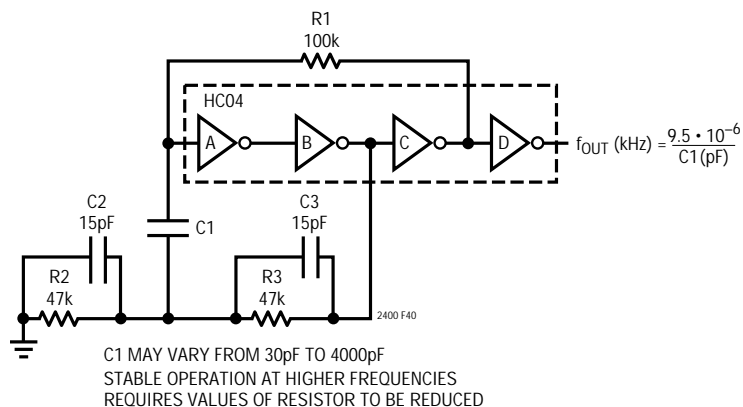 R1
100k
HC04
A
B
C
D
fOUT (kHz) = 9.5 • 10–6
C1(pF)
C2
15pF
C1
C3
15pF
R2
47k
R3
47k
2400 F40
C1 MAY VARY FROM 30pF TO 4000pF
STABLE OPERATION AT HIGHER FREQUENCIES
REQUIRES VALUES OF RESISTOR TO BE REDUCED